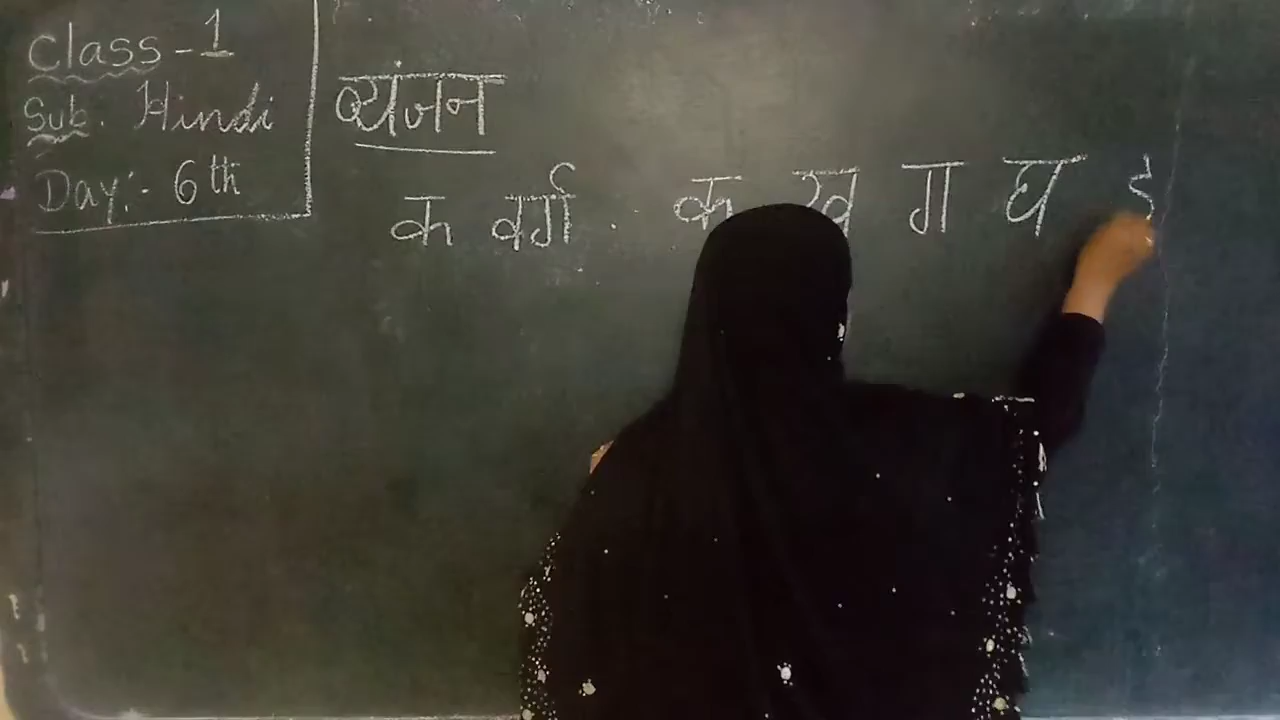 Class - 1
Sub. Hindi
Day:- 6th
व्यंजन
क वर्ग . क ख ग घ ङ